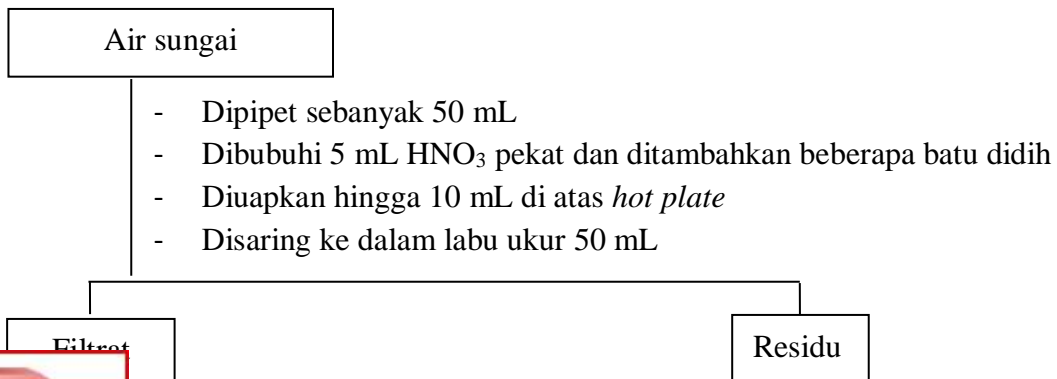 Air sungai
- Dipipet sebanyak 50 mL
- Dibubuhi 5 mL HNO₃ pekat dan ditambahkan beberapa batu didih
- Diuapkan hingga 10 mL di atas hot plate
- Disaring ke dalam labu ukur 50 mL
Filtrat
Residu